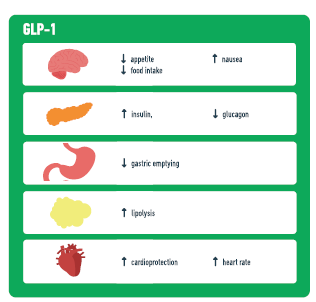 GLP-1
↓ appetite ↑ nausea
↓ food intake
↑ insulin, ↓ glucagon
↓ gastric emptying
↑ lipolysis
↑ cardioprotection ↑ heart rate